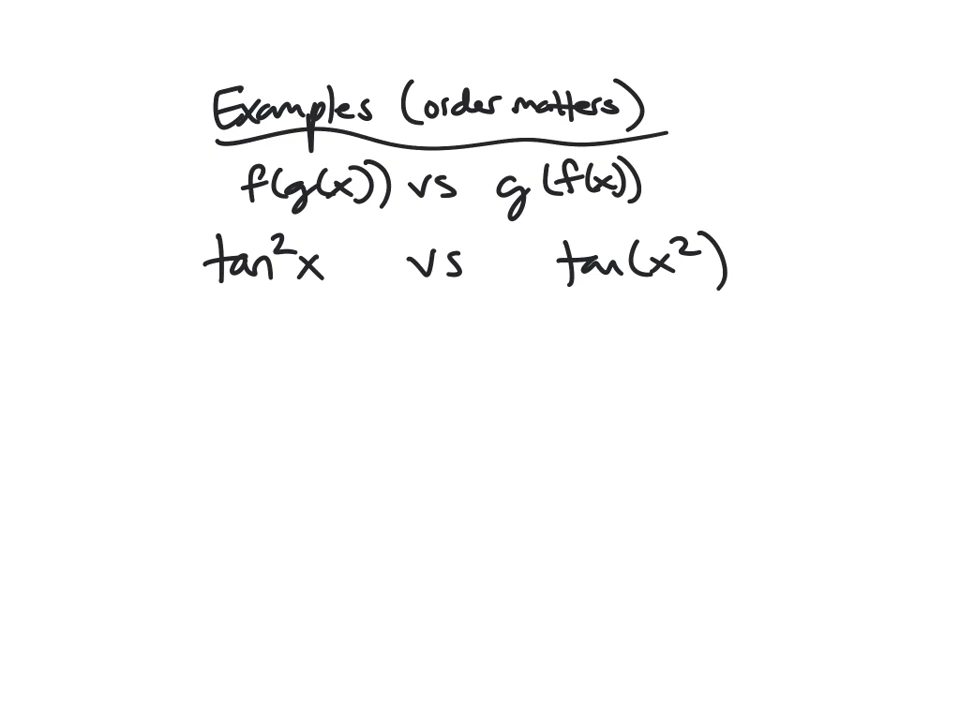 Examples (order matters)
f(g(x)) vs g(f(x))
tan²x vs tan(x²)